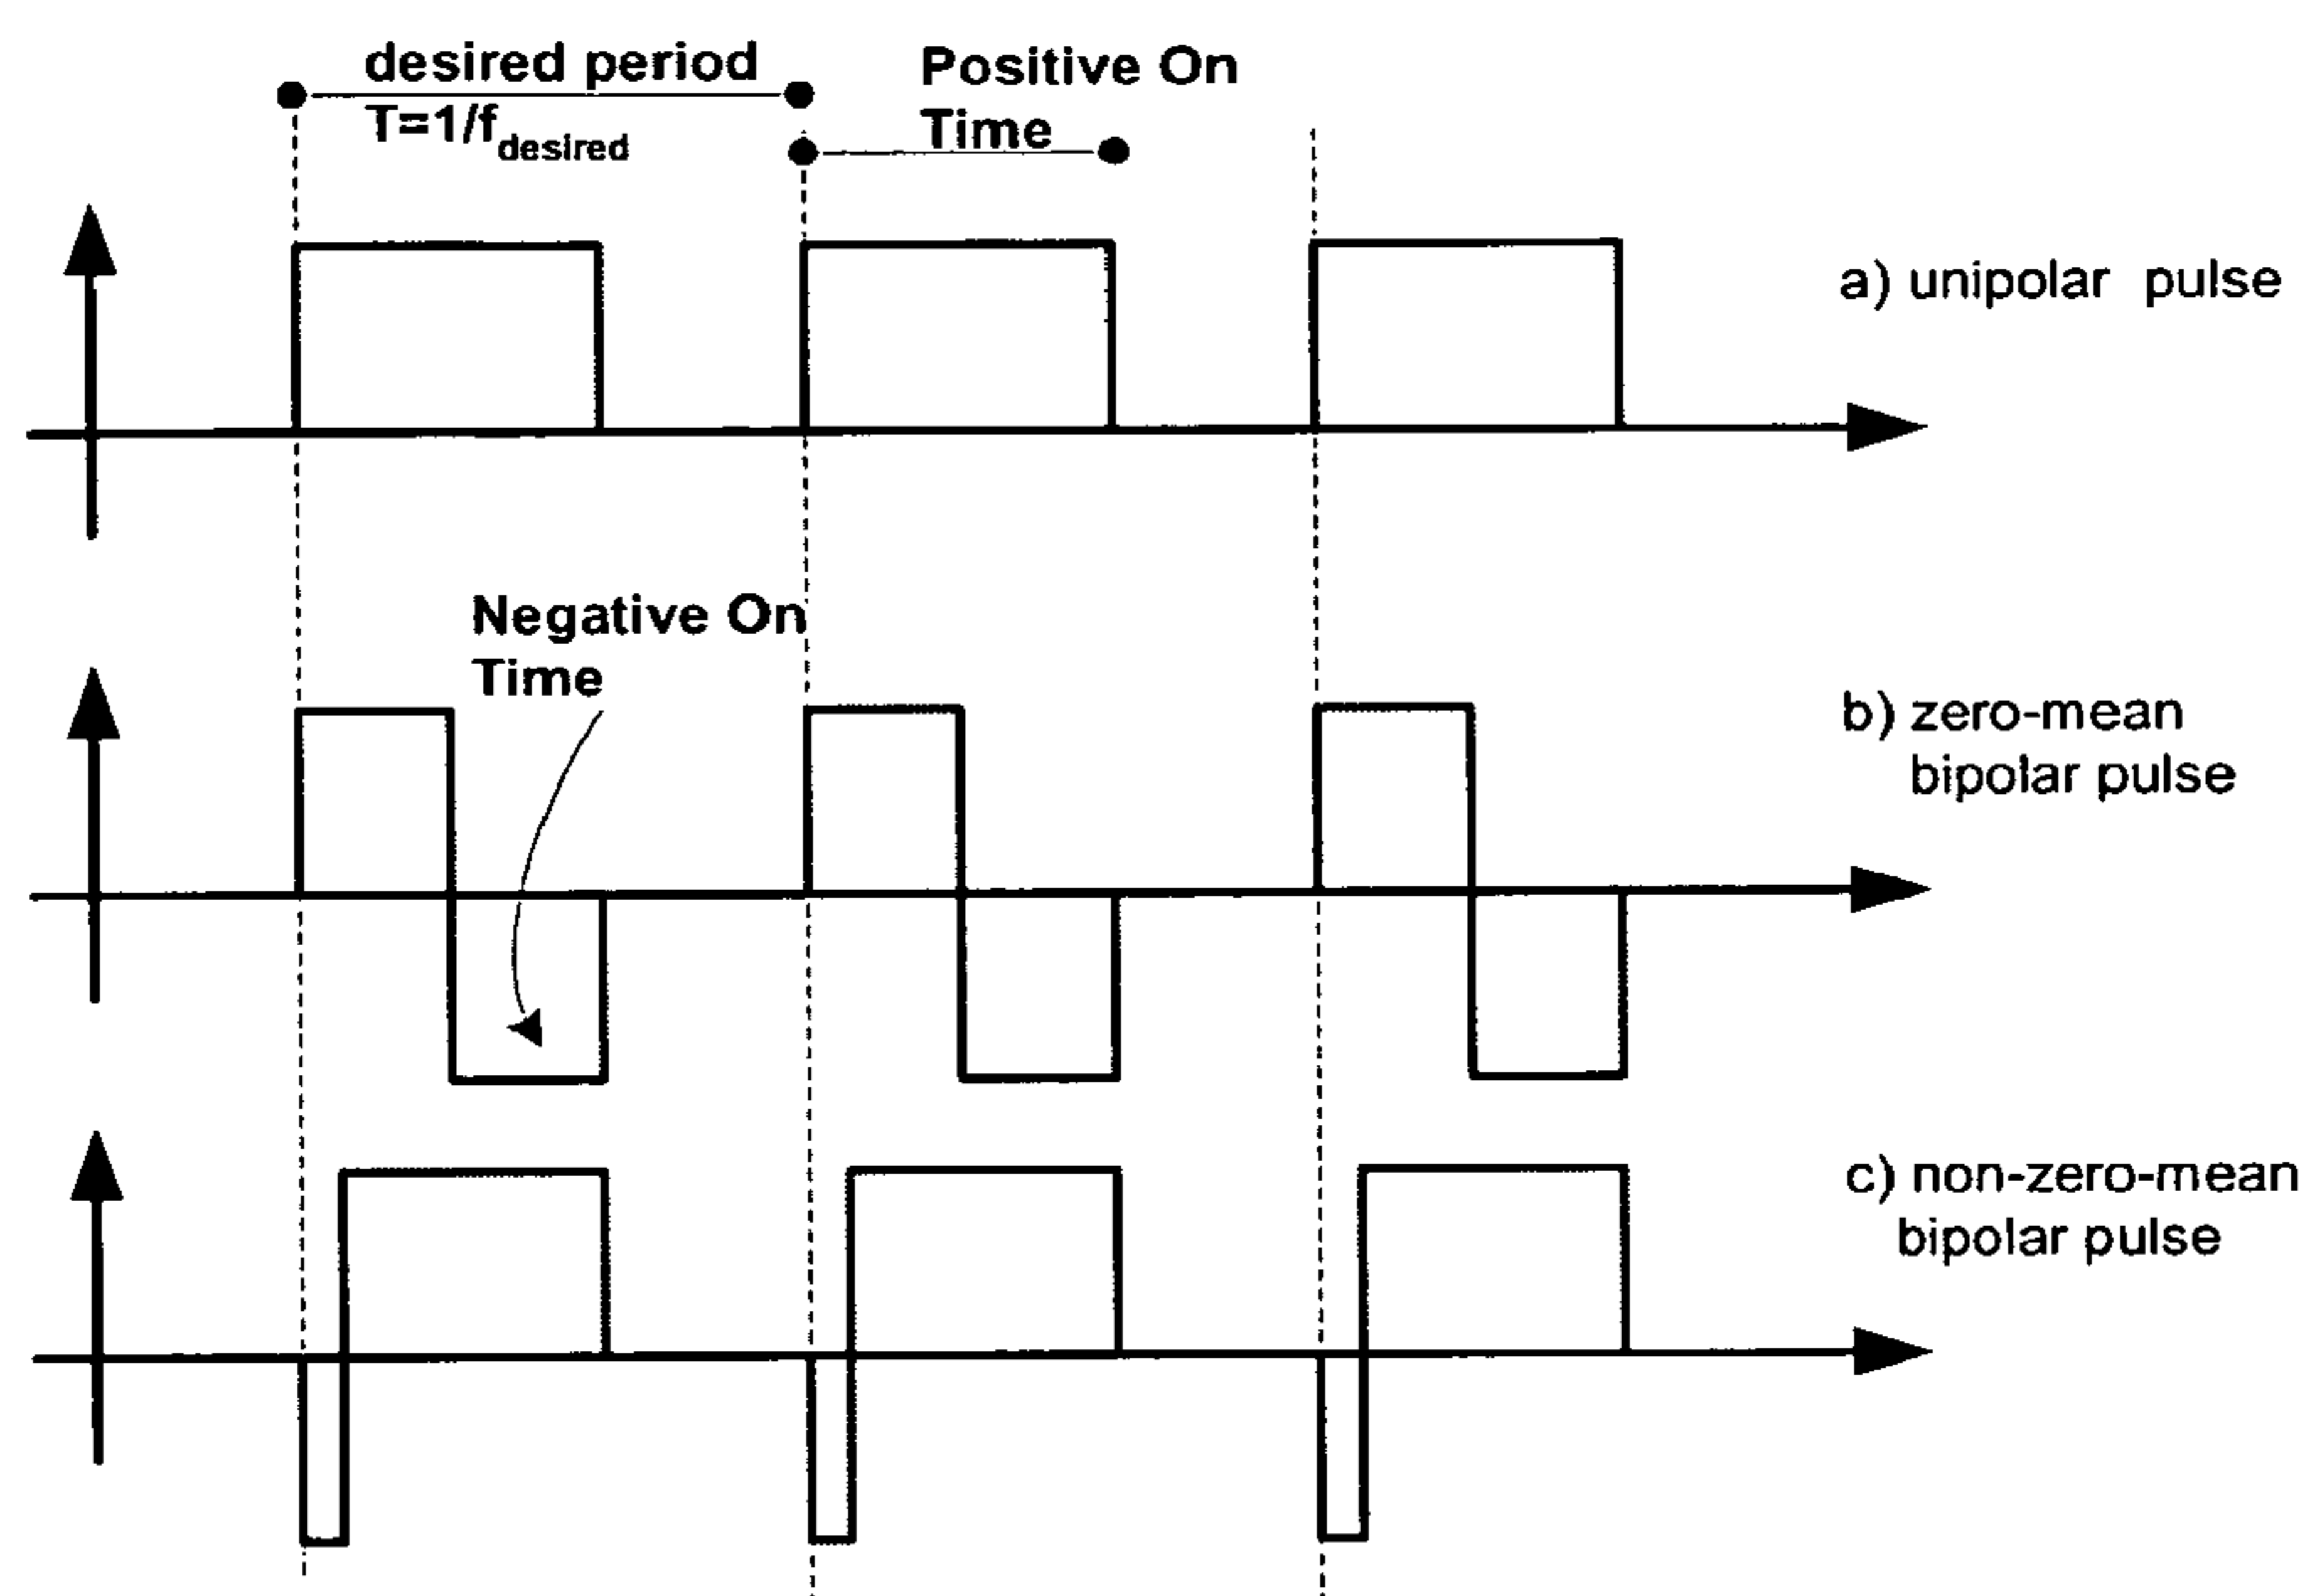 desired period
T=1/fdesired
Positive On
Time
a) unipolar pulse
Negative On
Time
b) zero-mean
bipolar pulse
c) non-zero-mean
bipolar pulse